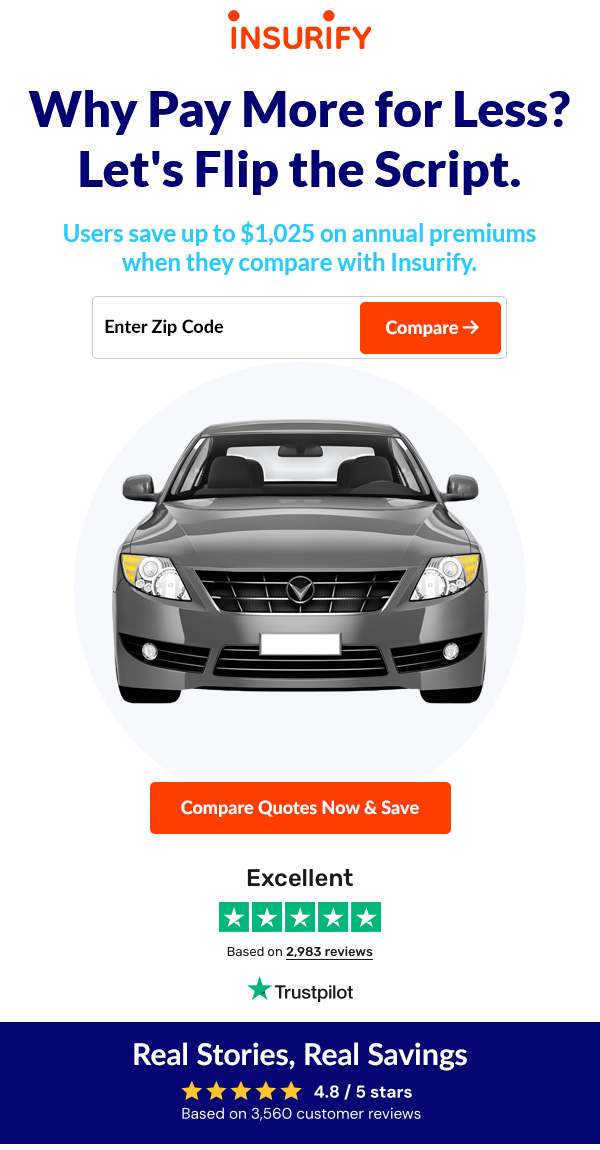 INSURIFY
Why Pay More for Less?
Let's Flip the Script.
Users save up to $1,025 on annual premiums
when they compare with Insurify.
Enter Zip Code
Compare →
Compare Quotes Now & Save
Excellent
Based on 2,983 reviews
Trustpilot
Real Stories, Real Savings
4.8 / 5 stars
Based on 3,560 customer reviews